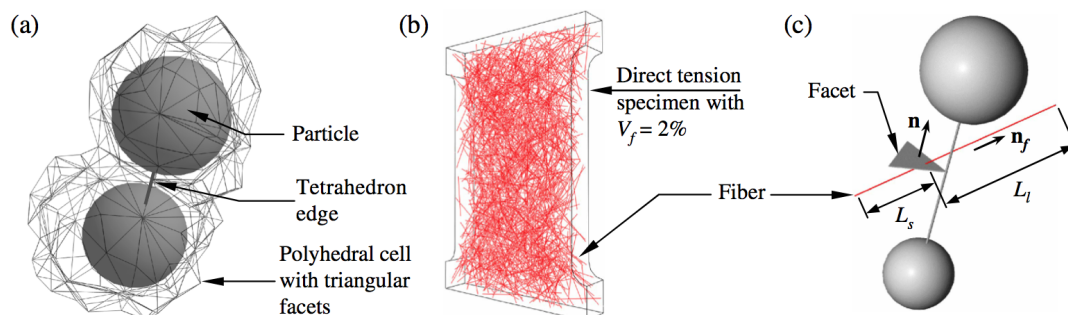 (a)
Particle
Tetrahedron
edge
Polyhedral cell
with triangular
facets
(b)
Direct tension
specimen with
V_f = 2%
Fiber
(c)
Facet
n
n_f
L_s
L_l